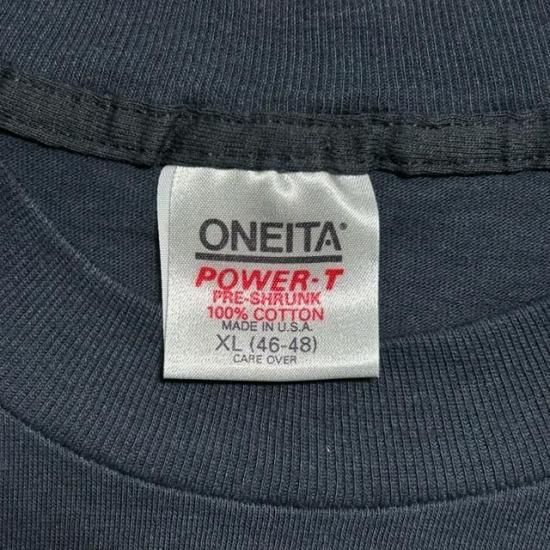 ONEITA®
POWER-T
PRE-SHRUNK
100% COTTON
MADE IN U.S.A.
XL (46-48)
CARE OVER